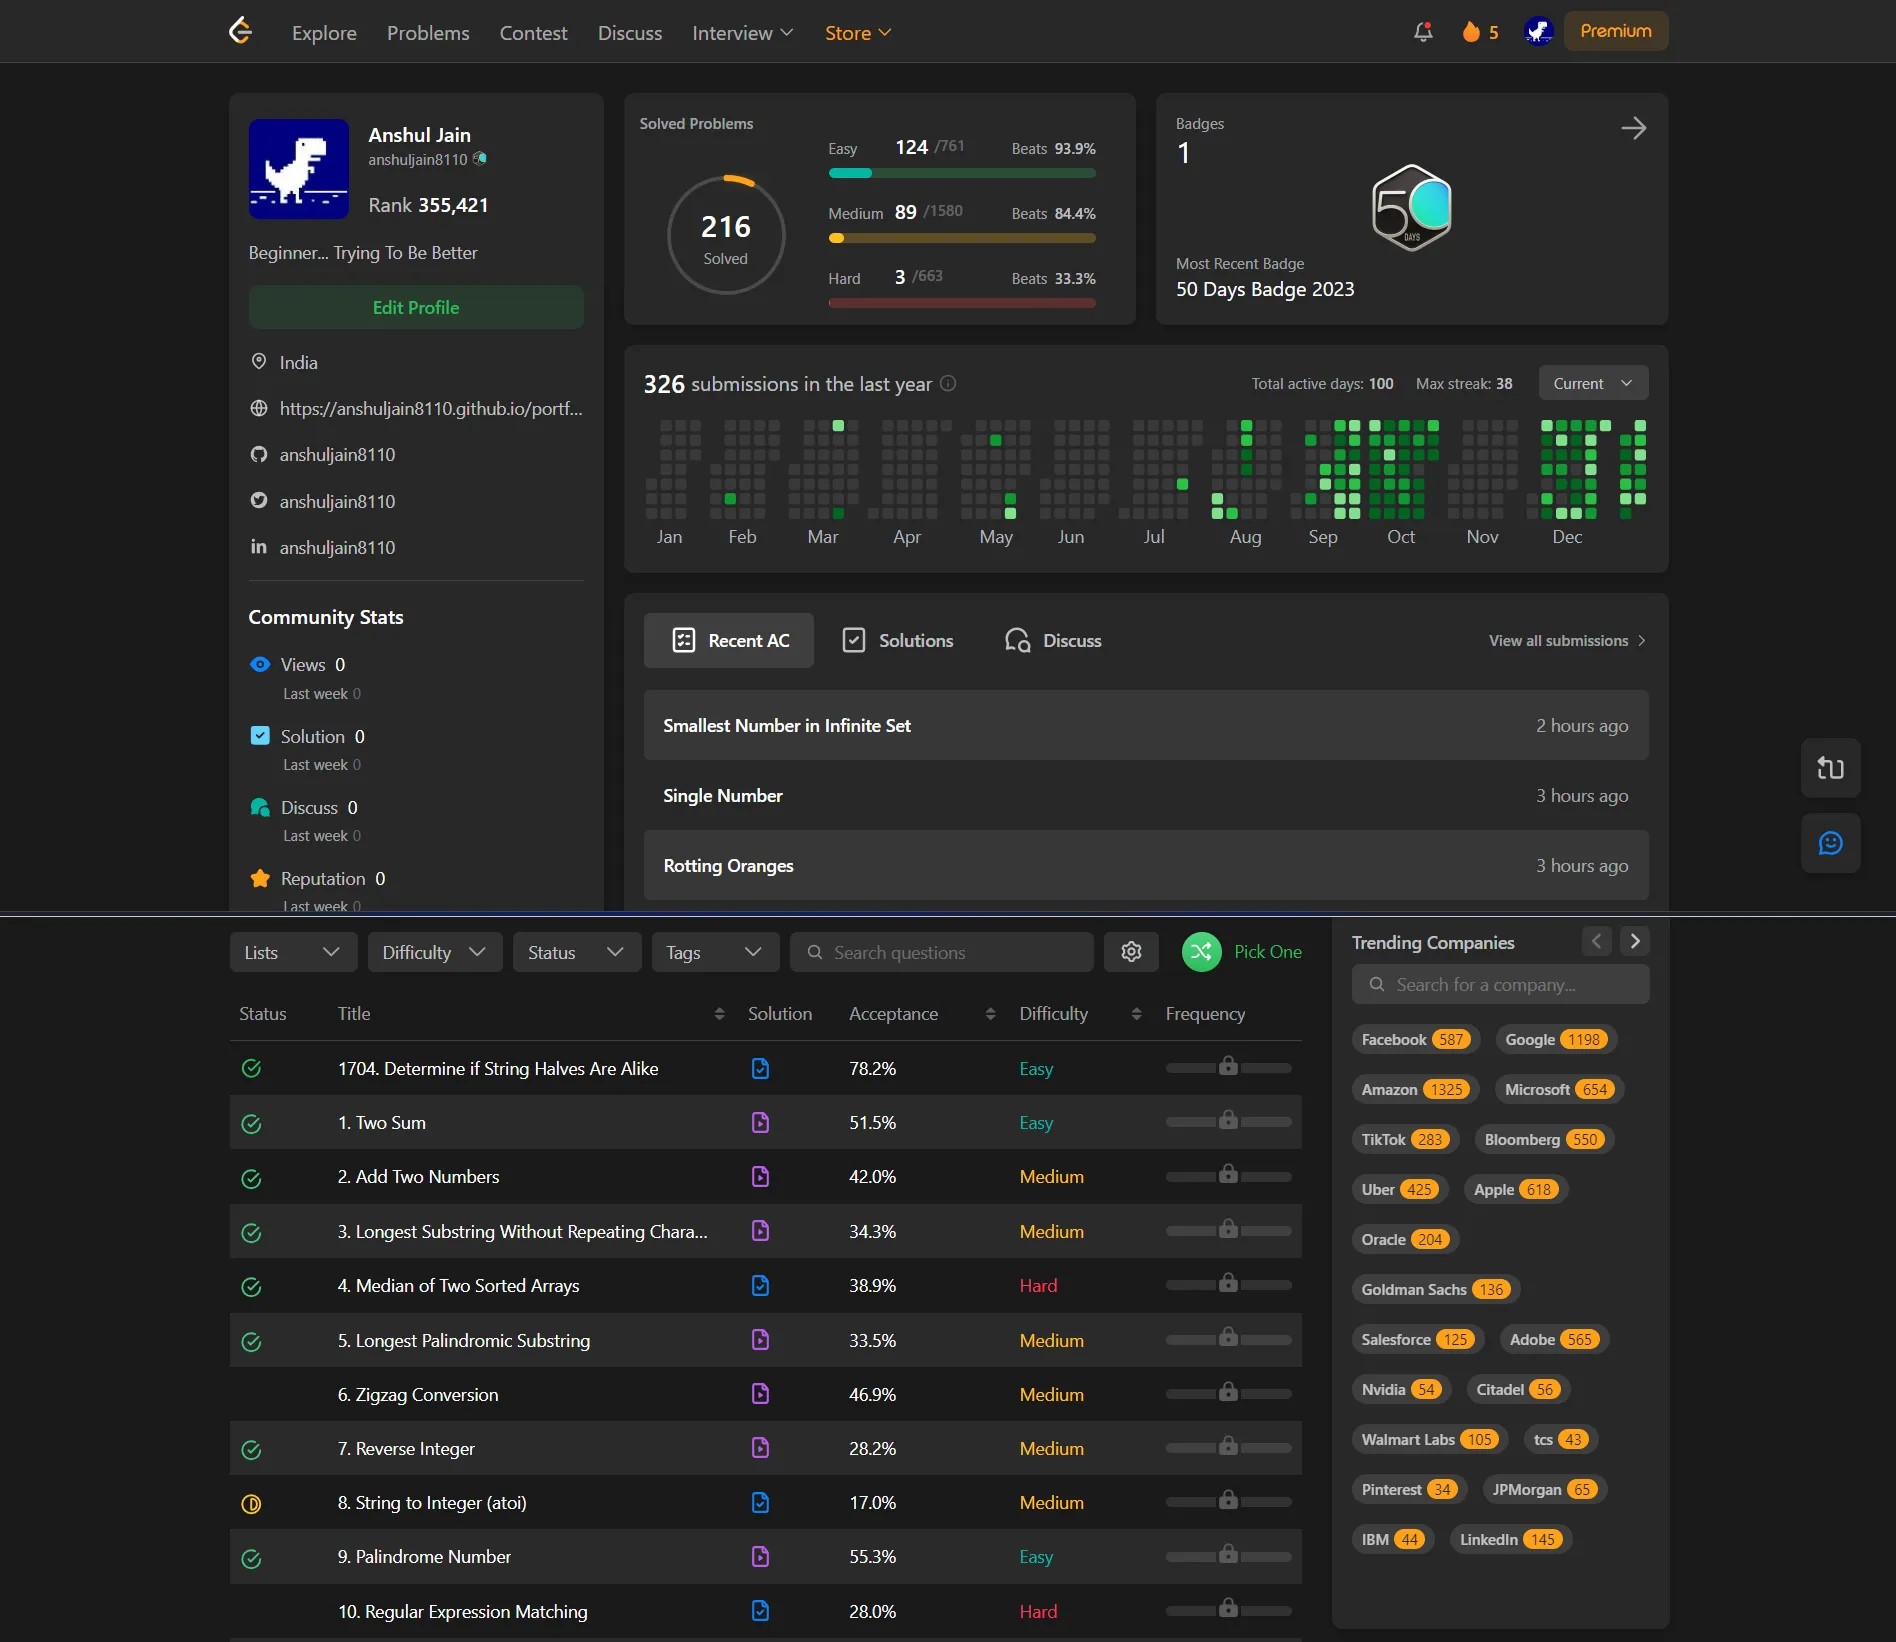 Explore Problems Contest Discuss Interview Store 5 Premium
Anshul Jain
anshuljain8110
Rank 355,421
Beginner... Trying To Be Better
Edit Profile
India
https://anshuljain8110.github.io/portf...
anshuljain8110
anshuljain8110
anshuljain8110
Community Stats
Views 0
Last week 0
Solution 0
Last week 0
Discuss 0
Last week 0
Reputation 0
Last week 0
Solved Problems
216
Solved
Easy 124 /761 Beats 93.9%
Medium 89 /1580 Beats 84.4%
Hard 3 /663 Beats 33.3%
Badges
1
50
DAYS
Most Recent Badge
50 Days Badge 2023
326 submissions in the last year Total active days: 100 Max streak: 38 Current
Jan Feb Mar Apr May Jun Jul Aug Sep Oct Nov Dec
Recent AC Solutions Discuss View all submissions
Smallest Number in Infinite Set 2 hours ago
Single Number 3 hours ago
Rotting Oranges 3 hours ago
Lists Difficulty Status Tags Search questions Pick One
Status Title Solution Acceptance Difficulty Frequency
1704. Determine if String Halves Are Alike 78.2% Easy
1. Two Sum 51.5% Easy
2. Add Two Numbers 42.0% Medium
3. Longest Substring Without Repeating Chara... 34.3% Medium
4. Median of Two Sorted Arrays 38.9% Hard
5. Longest Palindromic Substring 33.5% Medium
6. Zigzag Conversion 46.9% Medium
7. Reverse Integer 28.2% Medium
8. String to Integer (atoi) 17.0% Medium
9. Palindrome Number 55.3% Easy
10. Regular Expression Matching 28.0% Hard
Trending Companies
Search for a company...
Facebook 587 Google 1198
Amazon 1325 Microsoft 654
TikTok 283 Bloomberg 550
Uber 425 Apple 618
Oracle 204
Goldman Sachs 136
Salesforce 125 Adobe 565
Nvidia 54 Citadel 56
Walmart Labs 105 tcs 43
Pinterest 34 JPMorgan 65
IBM 44 LinkedIn 145